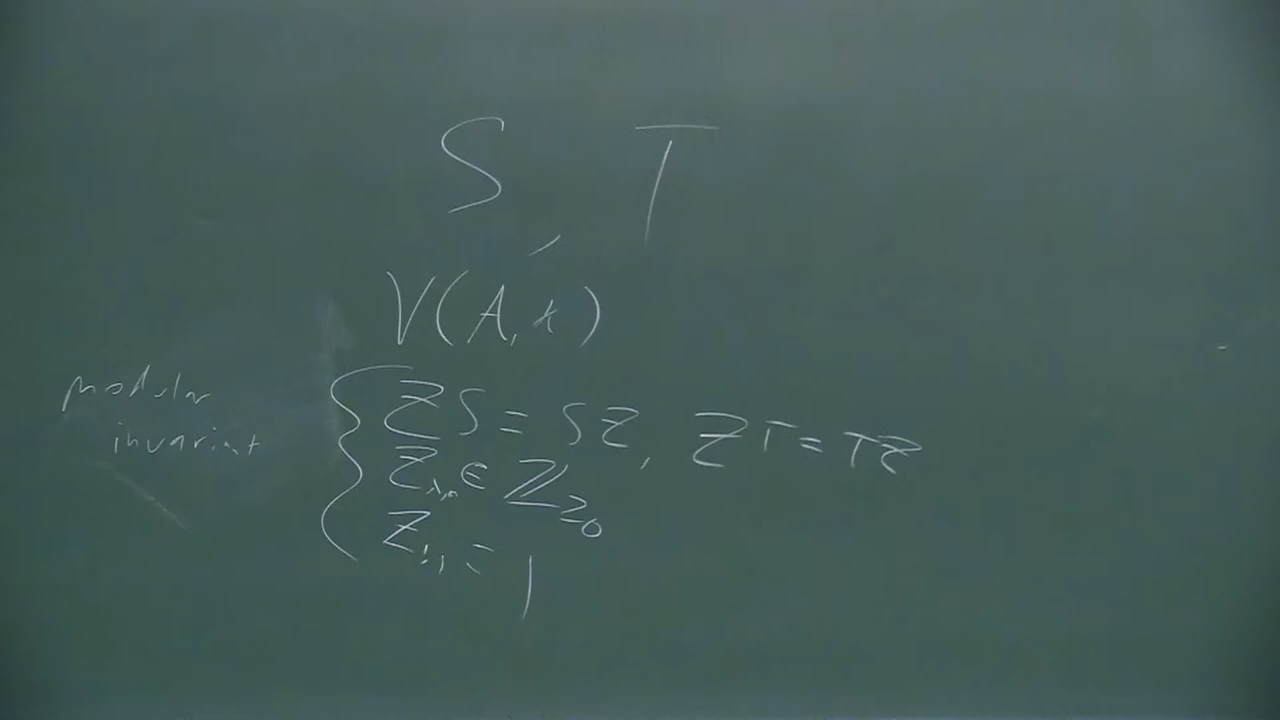 S, T
V(A, k)
modular
invariant
ZS = SZ, ZT = TZ
Z_{λ,μ} ∈ ℤ_{≥0}
Z_{1,1} = 1